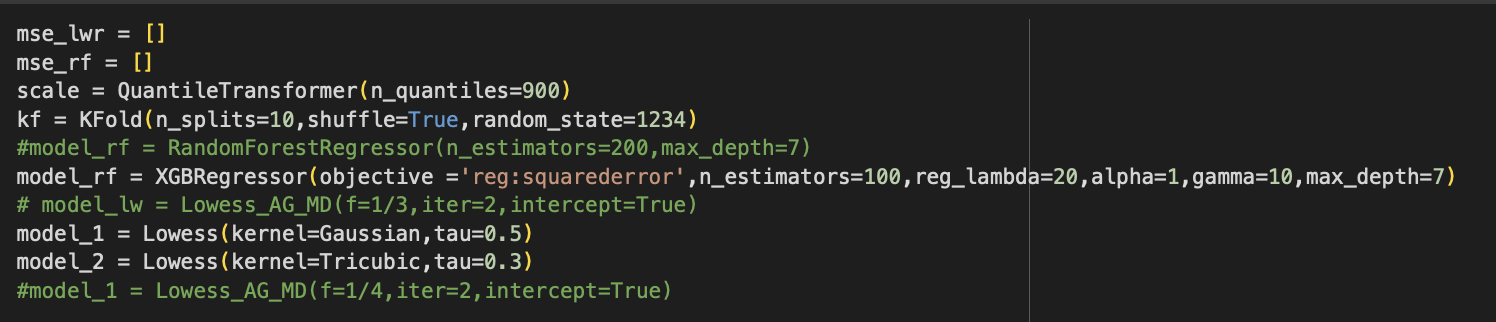 mse_lwr = []
mse_rf = []
scale = QuantileTransformer(n_quantiles=900)
kf = KFold(n_splits=10,shuffle=True,random_state=1234)
#model_rf = RandomForestRegressor(n_estimators=200,max_depth=7)
model_rf = XGBRegressor(objective ='reg:squarederror',n_estimators=100,reg_lambda=20,alpha=1,gamma=10,max_depth=7)
# model_lw = Lowess_AG_MD(f=1/3,iter=2,intercept=True)
model_1 = Lowess(kernel=Gaussian,tau=0.5)
model_2 = Lowess(kernel=Tricubic,tau=0.3)
#model_1 = Lowess_AG_MD(f=1/4,iter=2,intercept=True)